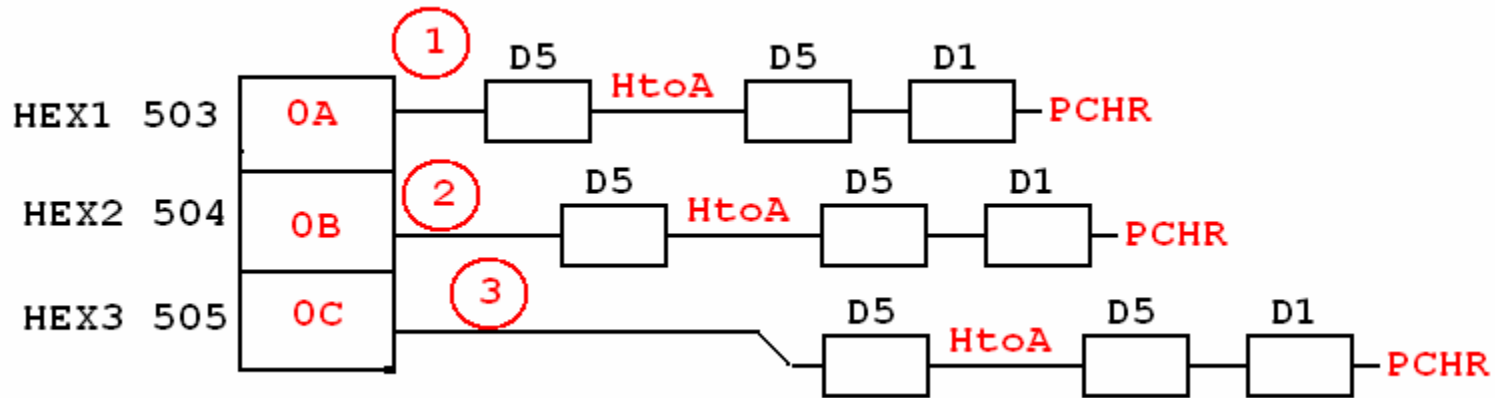 1 D5 D5 D1
HEX1 503 0A HtoA PCHR
2 D5 D5 D1
HEX2 504 0B HtoA PCHR
3 D5 D5 D1
HEX3 505 0C HtoA PCHR